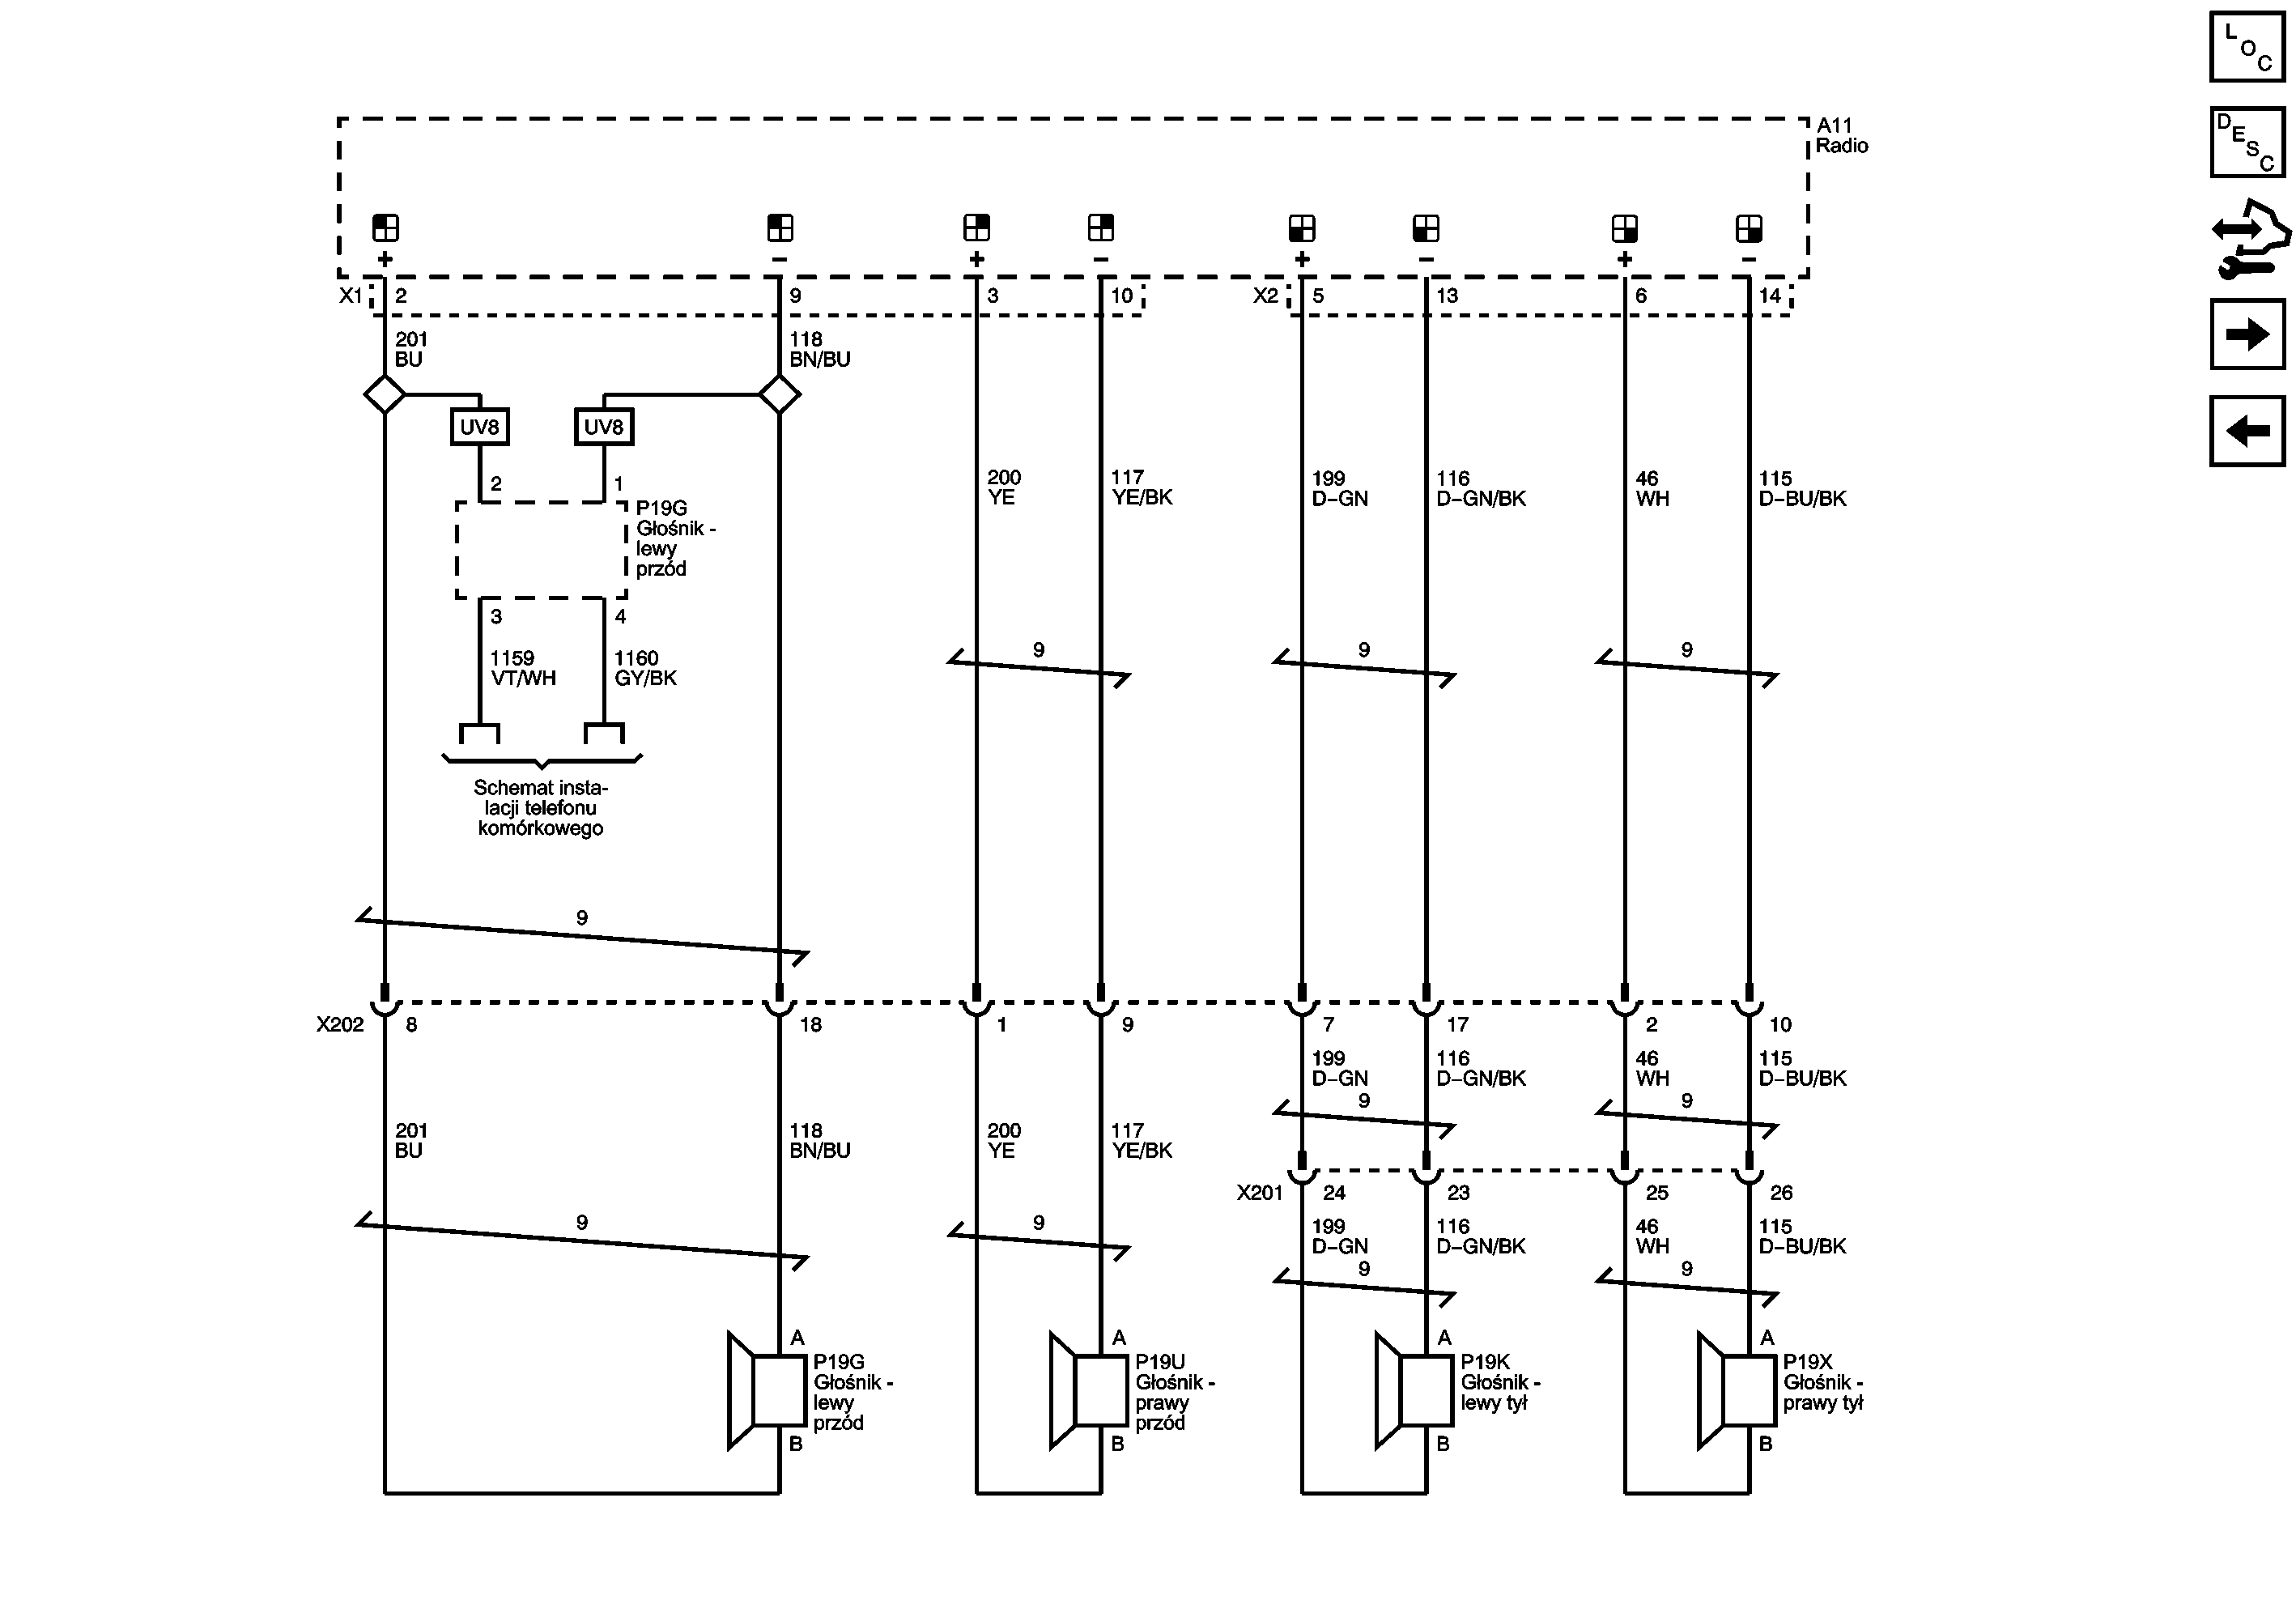 L
O
C
D
E
S
C
A11
Radio
+ − + − + − + −
X1 2 9 3 10 X2 5 13 6 14
201
BU
118
BN/BU
UV8 UV8
2 1
200
YE
117
YE/BK
199
D–GN
116
D–GN/BK
46
WH
115
D–BU/BK
P19G
Głośnik -
lewy
przód
3 4
1159
VT/WH
1160
GY/BK
9 9 9
Schemat insta-
lacji telefonu
komórkowego
9
X202 8 18 1 9 7 17 2 10
199
D–GN
116
D–GN/BK
46
WH
115
D–BU/BK
9 9
201
BU
118
BN/BU
200
YE
117
YE/BK
X201 24 23 25 26
199
D–GN
116
D–GN/BK
46
WH
115
D–BU/BK
9 9 9 9
A A A A
P19G
Głośnik -
lewy
przód
P19U
Głośnik -
prawy
przód
P19K
Głośnik -
lewy tył
P19X
Głośnik -
prawy tył
B B B B